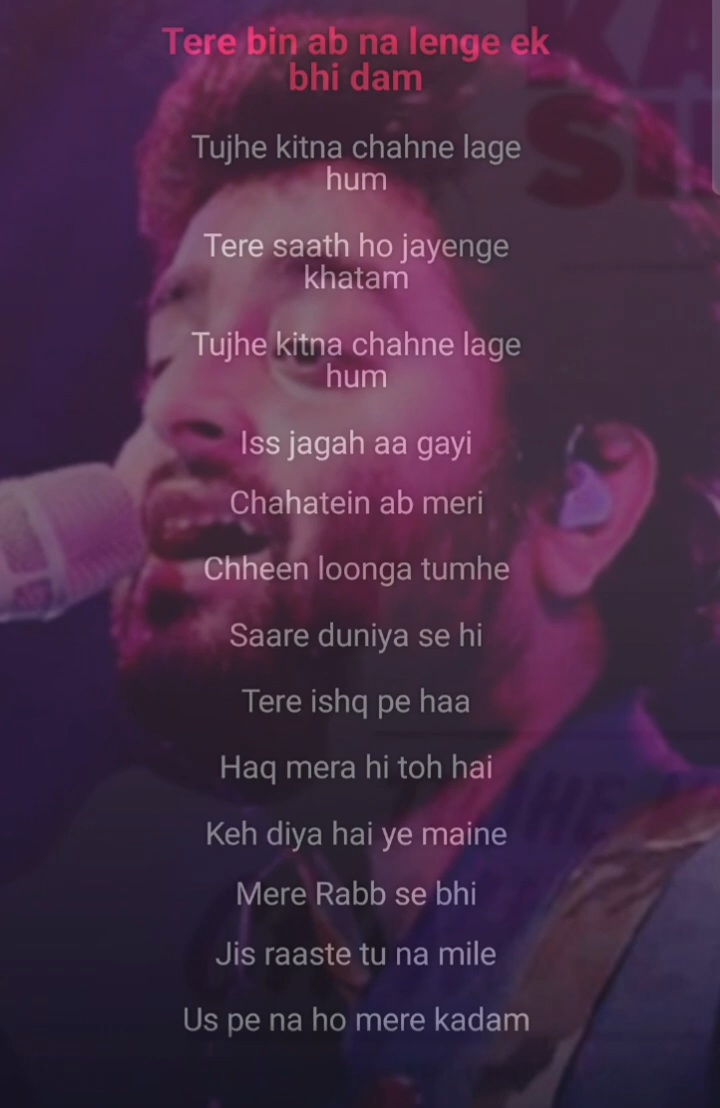 KA
Tere bin ab na lenge ek
bhi dam
Tujhe kitna chahne lage
hum
Tere saath ho jayenge
khatam
Tujhe kitna chahne lage
hum
Iss jagah aa gayi
Chahatein ab meri
Chheen loonga tumhe
Saare duniya se hi
Tere ishq pe haa
Haq mera hi toh hai
Keh diya hai ye maine
Mere Rabb se bhi
Jis raaste tu na mile
Us pe na ho mere kadam